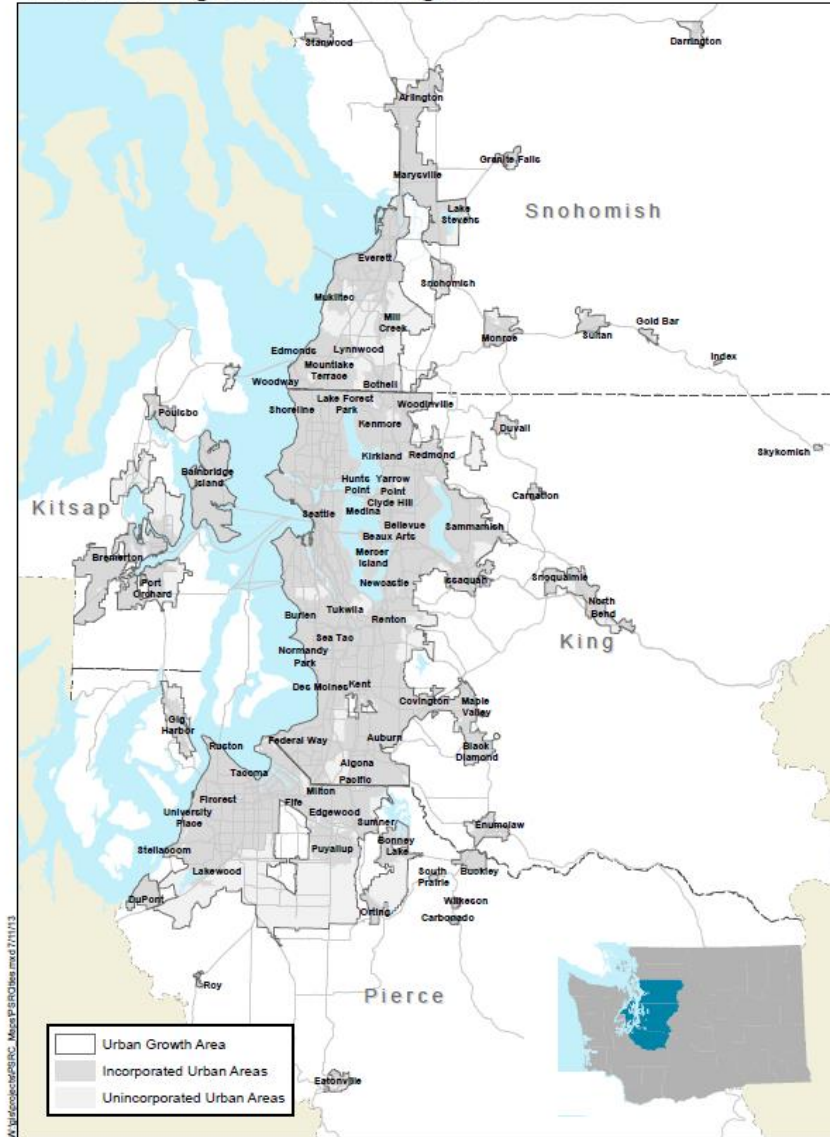 Stanwood
Darrington
Arlington
Granite Falls
Marysville
Lake
Stevens
Snohomish
Everett
Snohomish
Mukilteo
Mill
Creek
Gold Bar
Monroe
Sultan
Edmonds
Lynnwood
Index
Mountlake
Terrace
Woodway
Bothell
Lake Forest
Park
Woodinville
Shoreline
Poulsbo
Kenmore
Duvall
Skykomish
Kirkland
Redmond
Bainbridge
Island
Hunts
Point
Yarrow
Point
Carnation
Kitsap
Clyde Hill
Seattle
Medina
Bellevue
Sammamish
Beaux Arts
Bremerton
Mercer
Island
Port
Orchard
Newcastle
Issaquah
Snoqualmie
North
Bend
Burien
Tukwila
Renton
King
Sea Tac
Normandy
Park
Des Moines
Kent
Covington
Maple
Valley
Gig
Harbor
Ruston
Federal Way
Auburn
Black
Diamond
Tacoma
Algona
Pacific
Milton
Fircrest
Fife
University
Place
Edgewood
Sumner
Enumclaw
Steilacoom
Puyallup
Bonney
Lake
Lakewood
South
Prairie
Buckley
DuPont
Orting
Wilkeson
Carbonado
Roy
Pierce
Eatonville
Urban Growth Area
Incorporated Urban Areas
Unincorporated Urban Areas